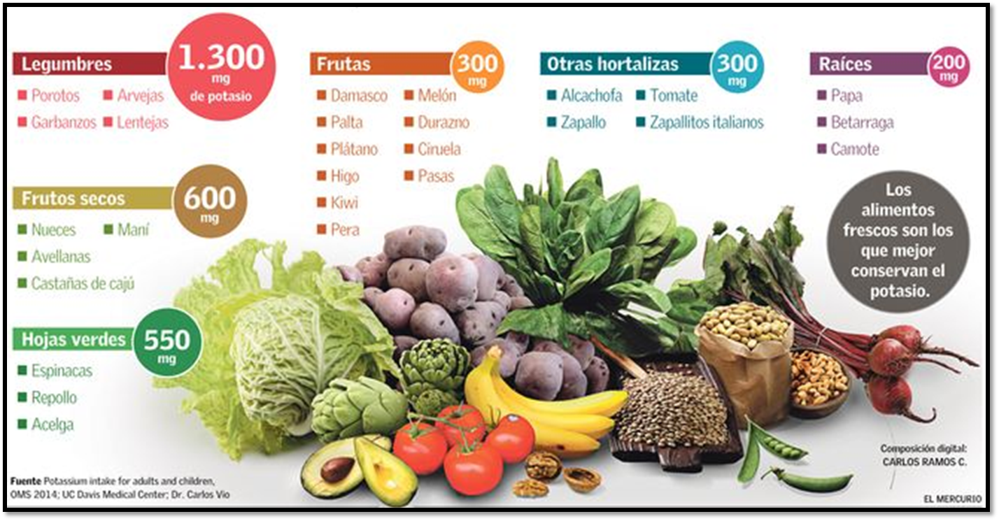 Legumbres
1.300
mg
de potasio
Porotos
Arvejas
Garbanzos
Lentejas
Frutos secos
600
mg
Nueces
Maní
Avellanas
Castañas de cajú
Hojas verdes
550
mg
Espinacas
Repollo
Acelga
Frutas
300
mg
Damasco
Melón
Palta
Durazno
Plátano
Ciruela
Higo
Pasas
Kiwi
Pera
Otras hortalizas
300
mg
Alcachofa
Tomate
Zapallo
Zapallitos italianos
Raíces
200
mg
Papa
Betarraga
Camote
Los
alimentos
frescos son los
que mejor
conservan el
potasio.
Composición digital:
CARLOS RAMOS C.
Fuente Potassium intake for adults and children,
OMS 2014; UC Davis Medical Center; Dr. Carlos Vio
EL MERCURIO